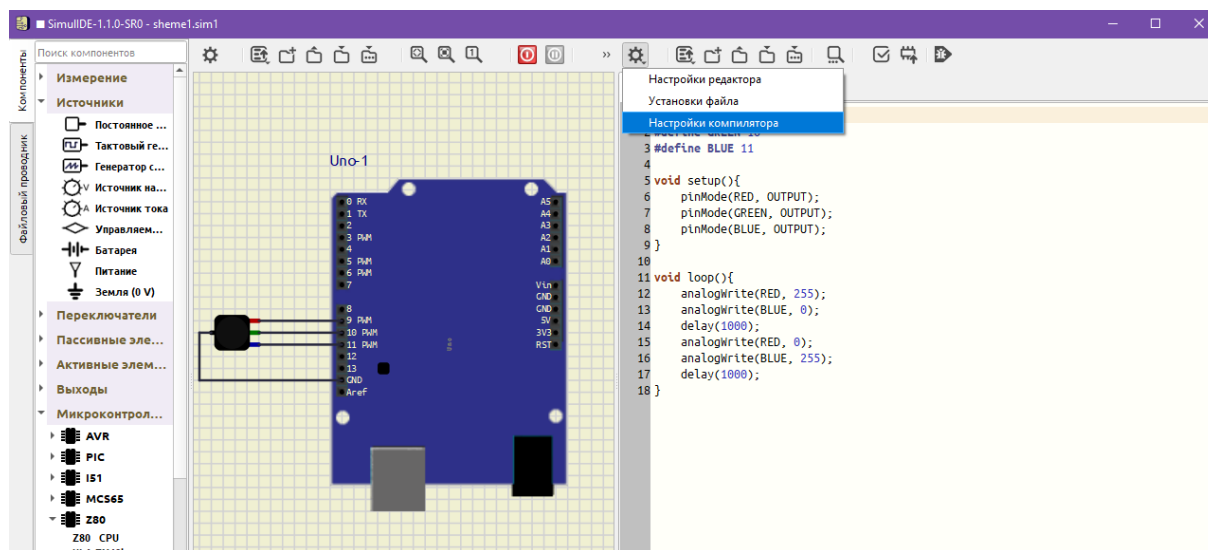 SimulIDE-1.1.0-SR0 - sheme1.sim1
Компоненты
Файловый проводник
Поиск компонентов
Измерение
Источники
Постоянное ...
Тактовый ге...
Генератор с...
Источник на...
Источник тока
Управляем...
Батарея
Питание
Земля (0 V)
Переключатели
Пассивные эле...
Активные элем...
Выходы
Микроконтрол...
AVR
PIC
I51
MCS65
Z80
Z80 CPU
Uno-1
0 RX
1 TX
2
3 PWM
4
5 PWM
6 PWM
7
8
9 PWM
10 PWM
11 PWM
12
13
GND
Aref
A5
A4
A3
A2
A1
A0
Vin
GND
GND
5V
3V3
RST
Uno
»
Настройки редактора
Установки файла
Настройки компилятора
2 #define GREEN 10
3 #define BLUE 11
4
5 void setup(){
6 pinMode(RED, OUTPUT);
7 pinMode(GREEN, OUTPUT);
8 pinMode(BLUE, OUTPUT);
9 }
10
11 void loop(){
12 analogWrite(RED, 255);
13 analogWrite(BLUE, 0);
14 delay(1000);
15 analogWrite(RED, 0);
16 analogWrite(BLUE, 255);
17 delay(1000);
18 }